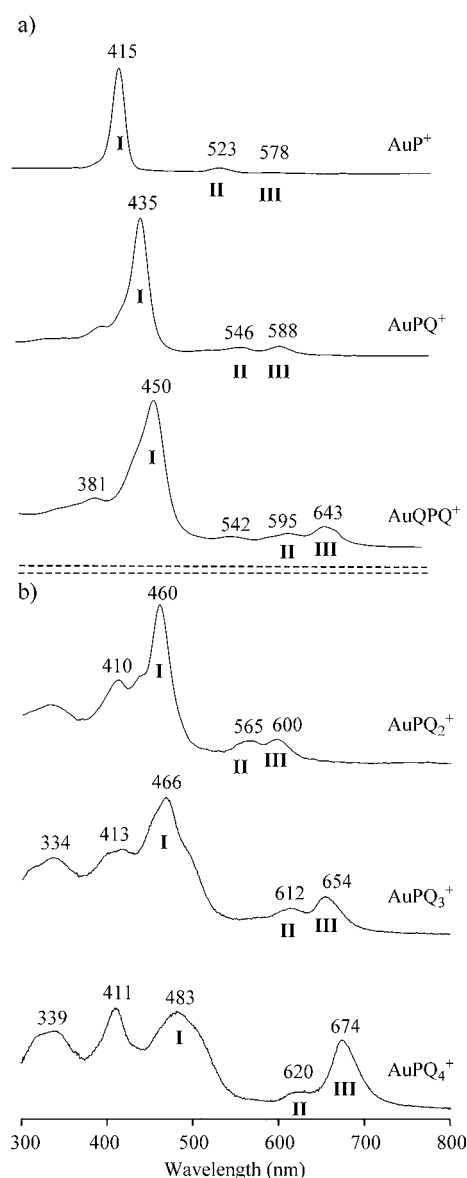 a)
415
I
523
578
AuP⁺
II
III
435
I
546
588
AuPQ⁺
II
III
450
381
I
542
595
643
AuQPQ⁺
II
III
b)
460
410
I
565
600
AuPQ₂⁺
II
III
466
334
413
I
612
654
AuPQ₃⁺
II
III
483
411
339
I
674
620
AuPQ₄⁺
II
III
300 400 500 600 700 800
Wavelength (nm)